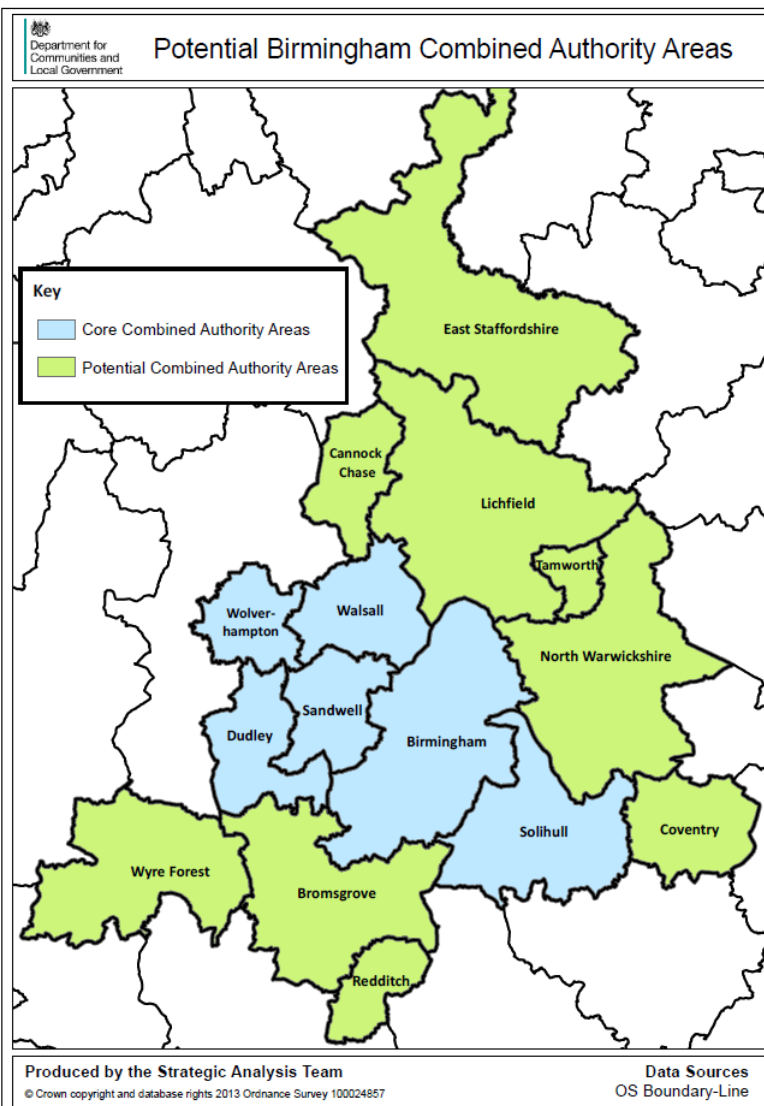 Department for
Communities and
Local Government
Potential Birmingham Combined Authority Areas
Key
Core Combined Authority Areas
Potential Combined Authority Areas
East Staffordshire
Cannock
Chase
Lichfield
Tamworth
Wolver-
hampton
Walsall
North Warwickshire
Sandwell
Dudley
Birmingham
Solihull
Coventry
Wyre Forest
Bromsgrove
Redditch
Produced by the Strategic Analysis Team
© Crown copyright and database rights 2013 Ordnance Survey 100024857
Data Sources
OS Boundary-Line